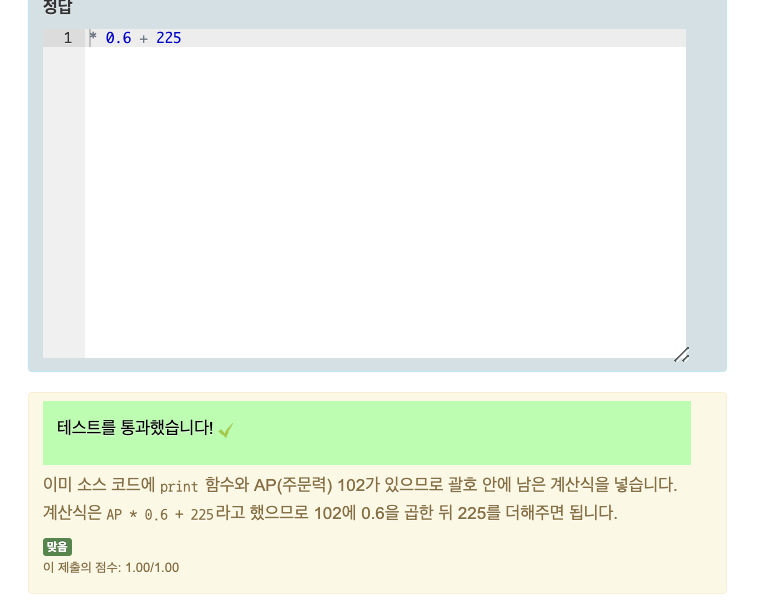 정답
1 * 0.6 + 225
테스트를 통과했습니다!
이미 소스 코드에 print 함수와 AP(주문력) 102가 있으므로 괄호 안에 남은 계산식을 넣습니다.
계산식은 AP * 0.6 + 225라고 했으므로 102에 0.6을 곱한 뒤 225를 더해주면 됩니다.
맞음
이 제출의 점수: 1.00/1.00